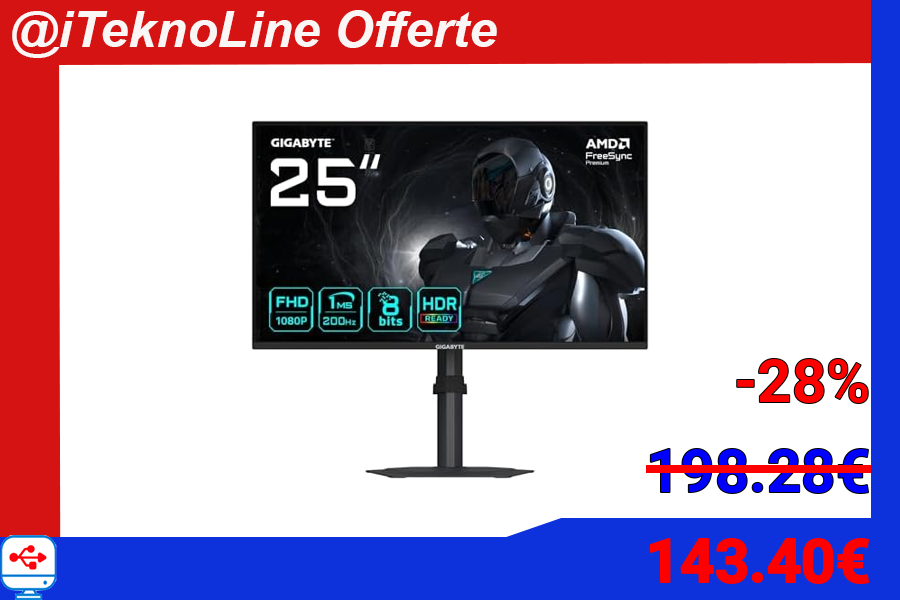 @iTeknoLine Offerte
GIGABYTE™
25"
AMD
FreeSync
Premium
FHD
1080P
1MS
200Hz
8
bits
HDR
READY
GIGABYTE
-28%
198.28€
143.40€